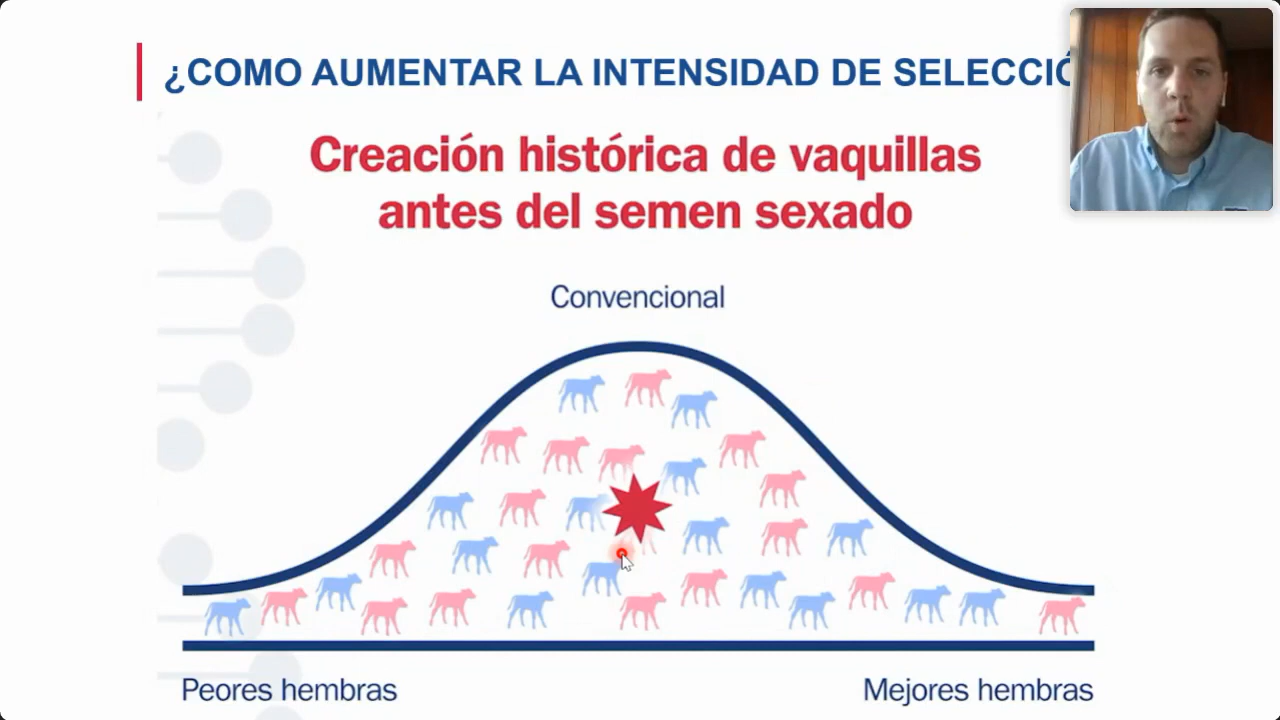 ¿COMO AUMENTAR LA INTENSIDAD DE SELECCIÓ
Creación histórica de vaquillas
antes del semen sexado
Convencional
Peores hembras
Mejores hembras